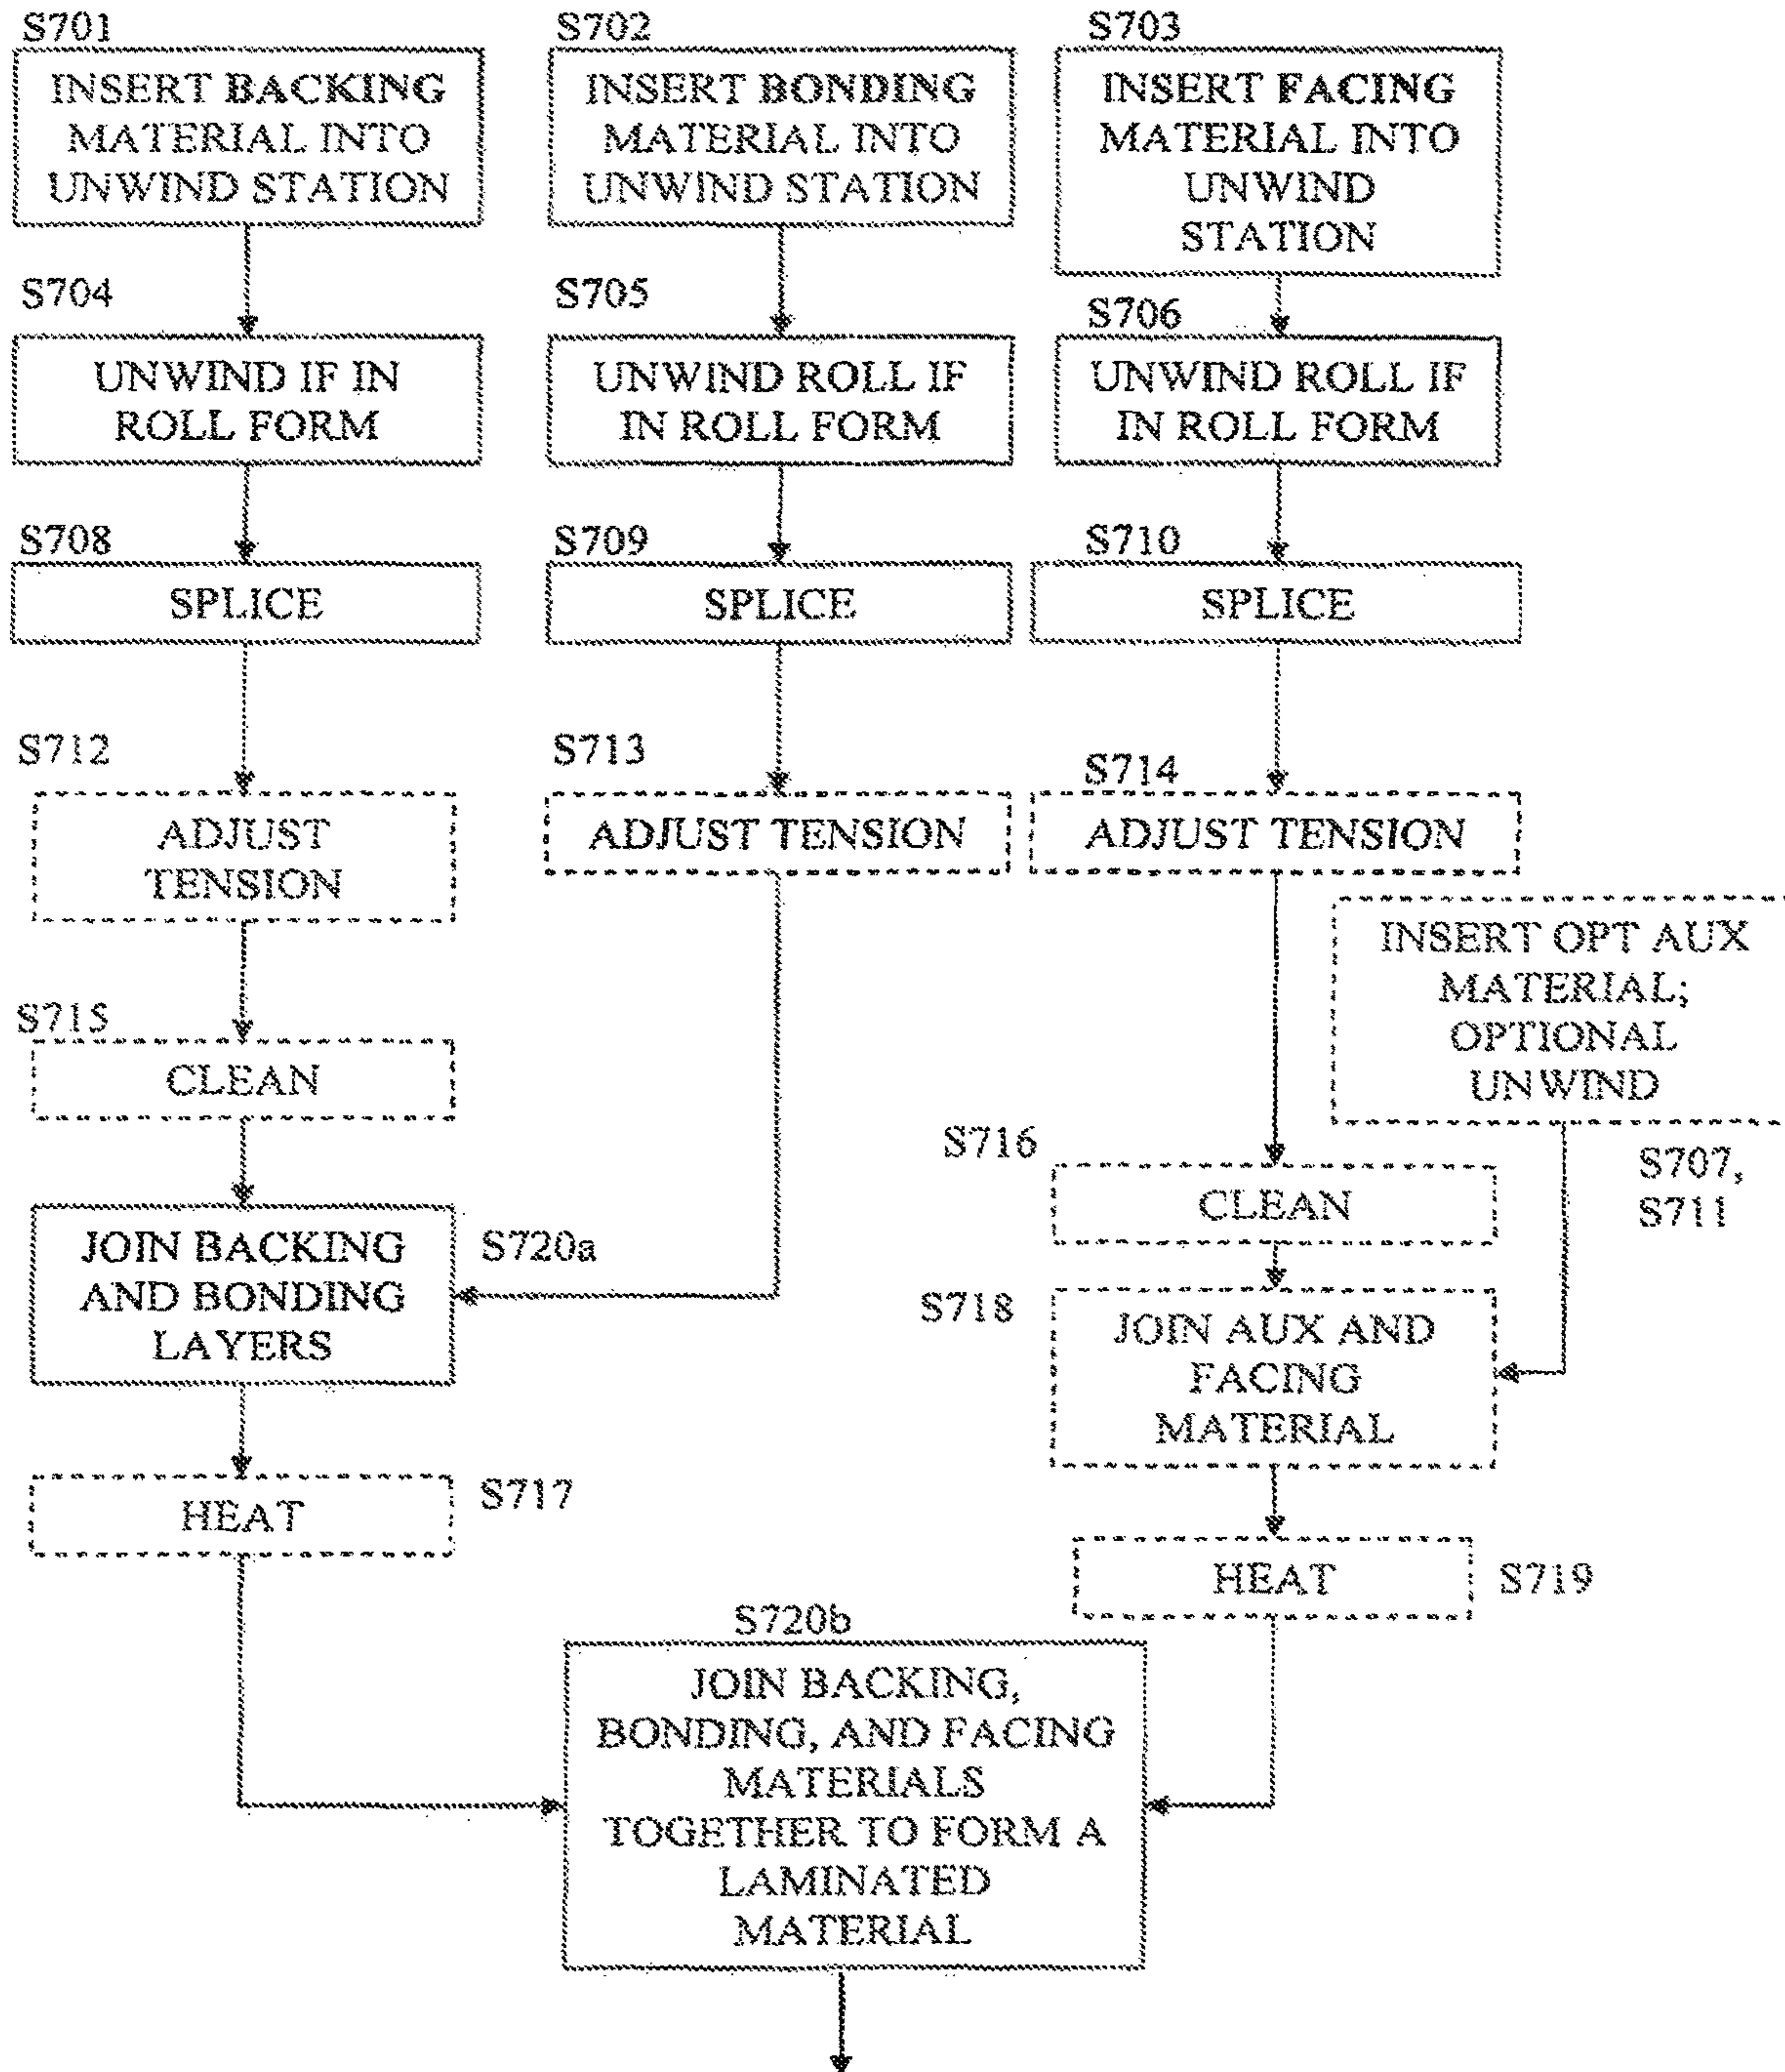 S701
INSERT BACKING
MATERIAL INTO
UNWIND STATION
S702
INSERT BONDING
MATERIAL INTO
UNWIND STATION
S703
INSERT FACING
MATERIAL INTO
UNWIND
STATION
S704
UNWIND IF IN
ROLL FORM
S705
UNWIND ROLL IF
IN ROLL FORM
S706
UNWIND ROLL IF
IN ROLL FORM
S708
SPLICE
S709
SPLICE
S710
SPLICE
S712
ADJUST
TENSION
S713
ADJUST TENSION
S714
ADJUST TENSION
INSERT OPT AUX
MATERIAL;
OPTIONAL
UNWIND
S707,
S711
S715
CLEAN
S716
CLEAN
JOIN BACKING
AND BONDING
LAYERS
S720a
S718
JOIN AUX AND
FACING
MATERIAL
HEAT
S717
HEAT
S719
S720b
JOIN BACKING,
BONDING, AND FACING
MATERIALS
TOGETHER TO FORM A
LAMINATED
MATERIAL